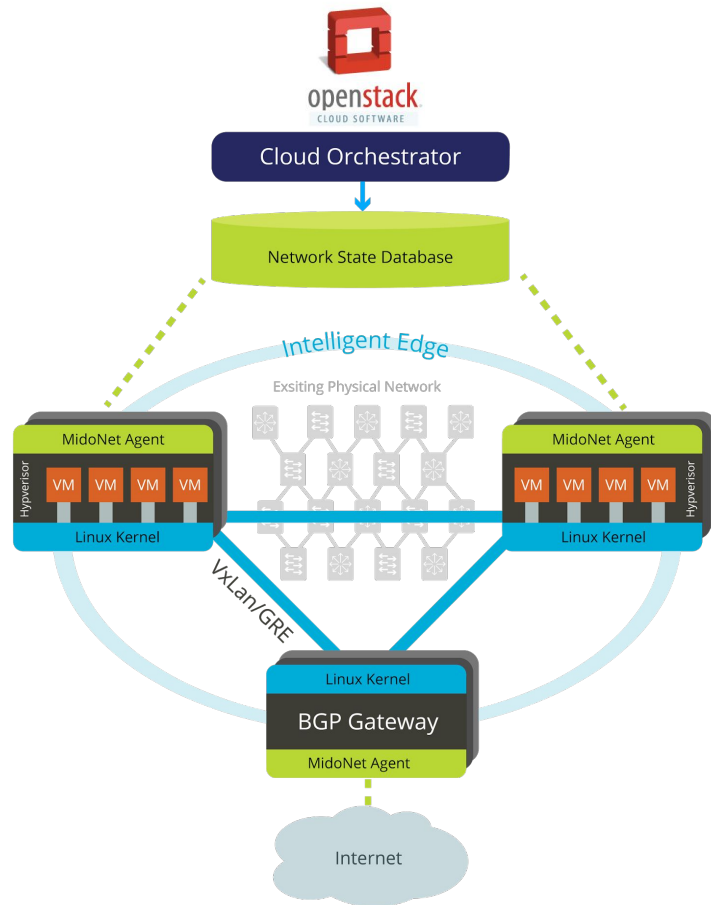 openstack.
CLOUD SOFTWARE
Cloud Orchestrator
Network State Database
Intelligent Edge
Exsiting Physical Network
MidoNet Agent
Hypverisor
VM VM VM VM
Linux Kernel
MidoNet Agent
VM VM VM VM
Hypverisor
Linux Kernel
VxLan/GRE
Linux Kernel
BGP Gateway
MidoNet Agent
Internet